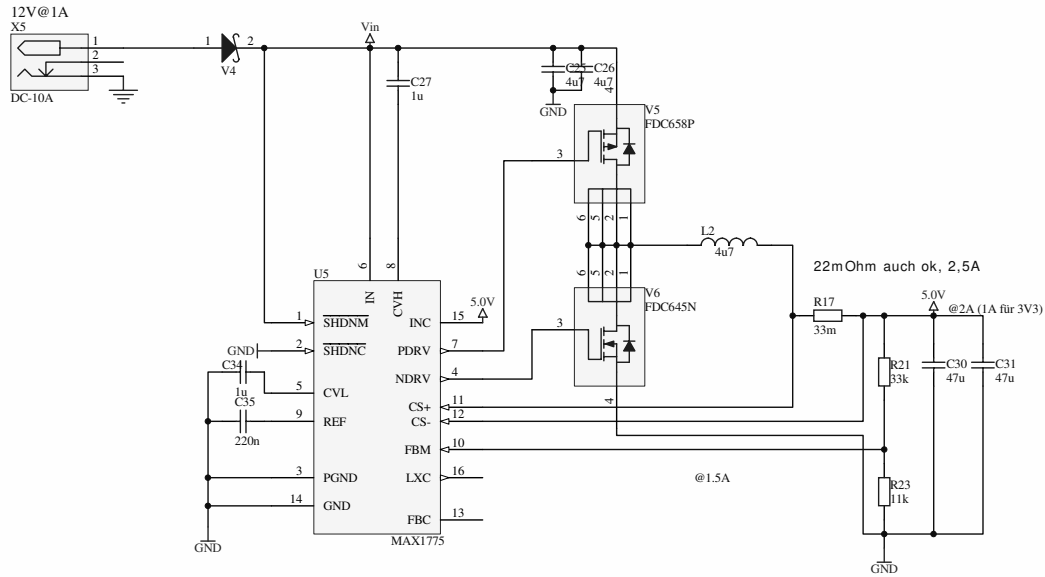 12V@1A
X5
1
2
3
DC-10A
1
2
V4
Vin
C27
1u
C25
4u7
C26
4u7
GND
4
V5
FDC658P
3
6
5
2
1
6
5
2
1
L2
4u7
V6
FDC645N
3
4
22mOhm auch ok, 2,5A
R17
33m
5.0V
@2A (1A für 3V3)
R21
33k
C30
47u
C31
47u
R23
11k
GND
@1.5A
U5
6
8
IN
CVH
1
SHDNM
GND
2
SHDNC
C34
1u
5
CVL
C35
220n
9
REF
3
PGND
14
GND
GND
INC
15
5.0V
PDRV
7
NDRV
4
CS+
11
CS-
12
FBM
10
LXC
16
FBC
13
MAX1775